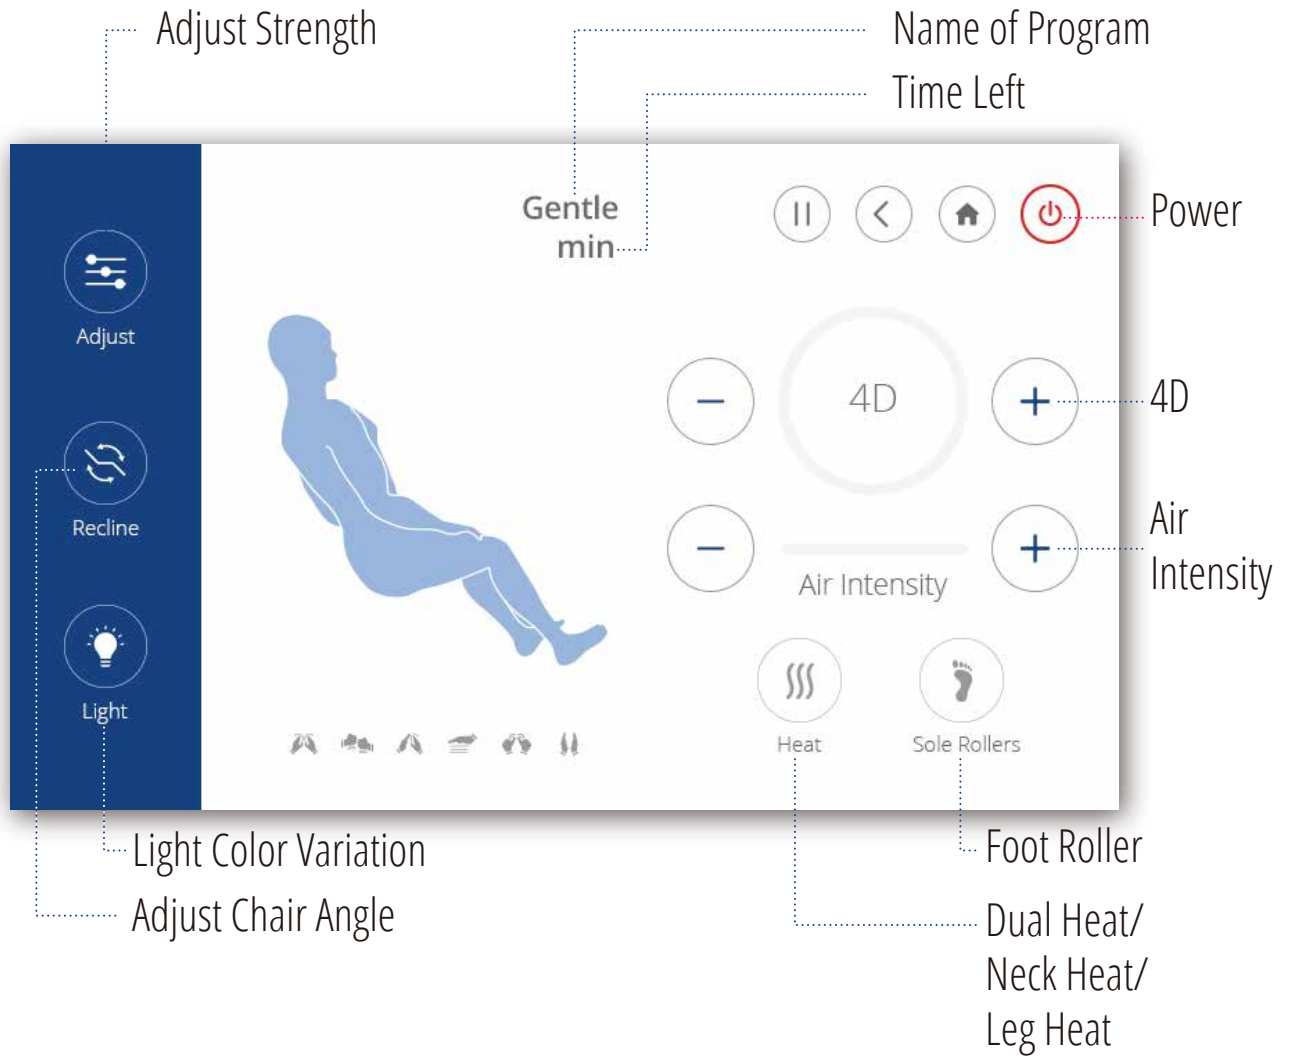 Adjust Strength
Name of Program
Time Left
Gentle
min
Power
Adjust
4D
4D
Recline
Air
Intensity
Air Intensity
Light
Heat
Sole Rollers
Light Color Variation
Foot Roller
Adjust Chair Angle
Dual Heat/
Neck Heat/
Leg Heat